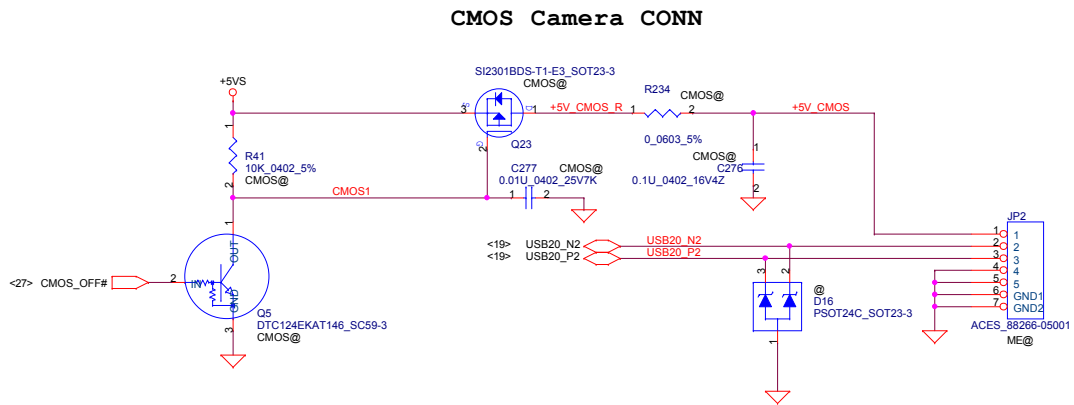 CMOS Camera CONN
+5VS
SI2301BDS-T1-E3_SOT23-3
CMOS@
3
S
D
1
+5V_CMOS_R
Q23
G
2
R234
CMOS@
1
2
0_0603_5%
+5V_CMOS
1
R41
10K_0402_5%
CMOS@
2
CMOS1
C277
CMOS@
0.01U_0402_25V7K
1
2
1
CMOS@
C276
0.1U_0402_16V4Z
2
1
OUT
<27>
CMOS_OFF#
2
IN
GND
3
Q5
DTC124EKAT146_SC59-3
CMOS@
<19>
USB20_N2
USB20_N2
<19>
USB20_P2
USB20_P2
3
2
@
D16
PSOT24C_SOT23-3
1
JP2
1
1
2
2
3
3
4
4
5
5
6
GND1
7
GND2
ACES_88266-05001
ME@